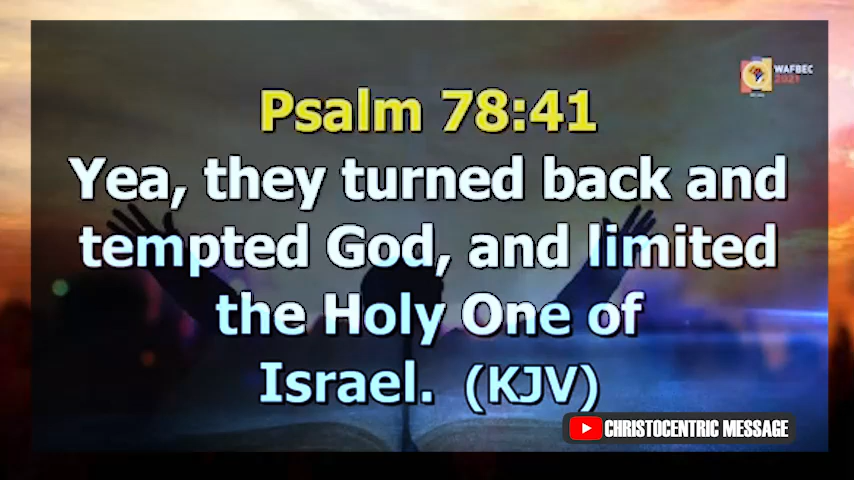 WAFBEC
2021
Psalm 78:41
Yea, they turned back and
tempted God, and limited
the Holy One of
Israel. (KJV)
CHRISTOCENTRIC MESSAGE